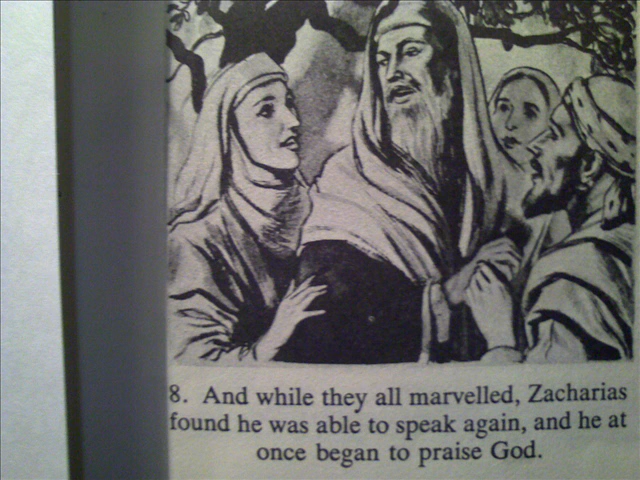 8. And while they all marvelled, Zacharias
found he was able to speak again, and he at
once began to praise God.